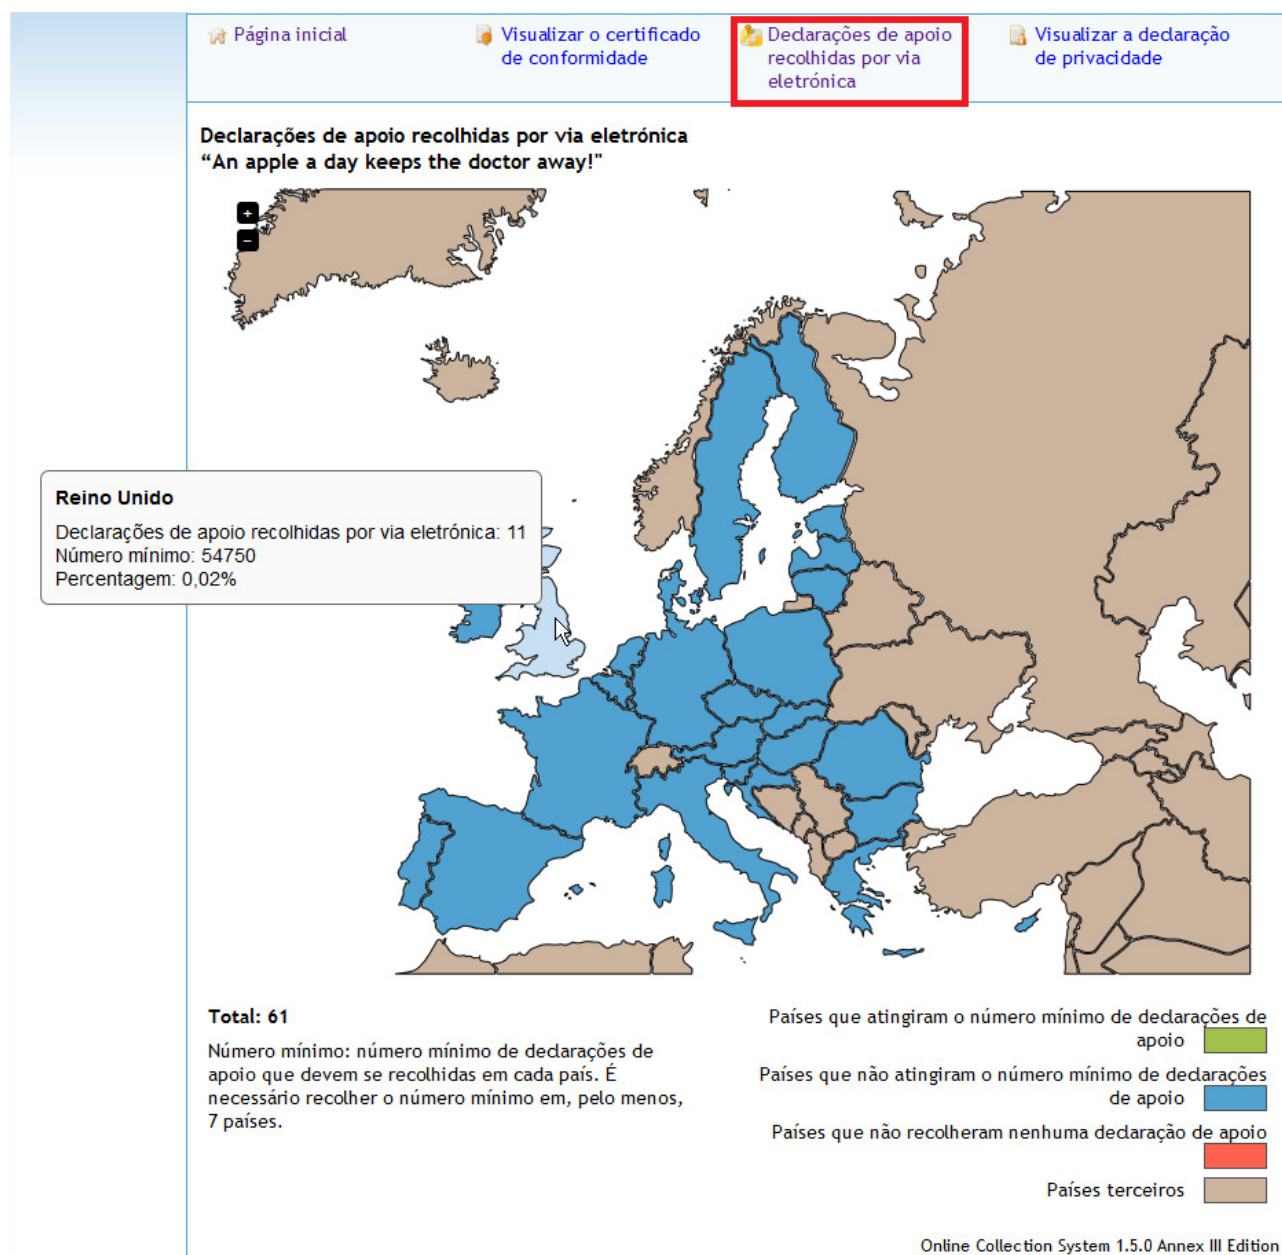 Página inicial
Visualizar o certificado
de conformidade
Declarações de apoio
recolhidas por via
eletrónica
Visualizar a declaração
de privacidade
Declarações de apoio recolhidas por via eletrónica
“An apple a day keeps the doctor away!"
+
–
Reino Unido
Declarações de apoio recolhidas por via eletrónica: 11
Número mínimo: 54750
Percentagem: 0,02%
Total: 61
Número mínimo: número mínimo de declarações de
apoio que devem se recolhidas em cada país. É
necessário recolher o número mínimo em, pelo menos,
7 países.
Países que atingiram o número mínimo de declarações de
apoio
Países que não atingiram o número mínimo de declarações
de apoio
Países que não recolheram nenhuma declaração de apoio
Países terceiros
Online Collection System 1.5.0 Annex III Edition